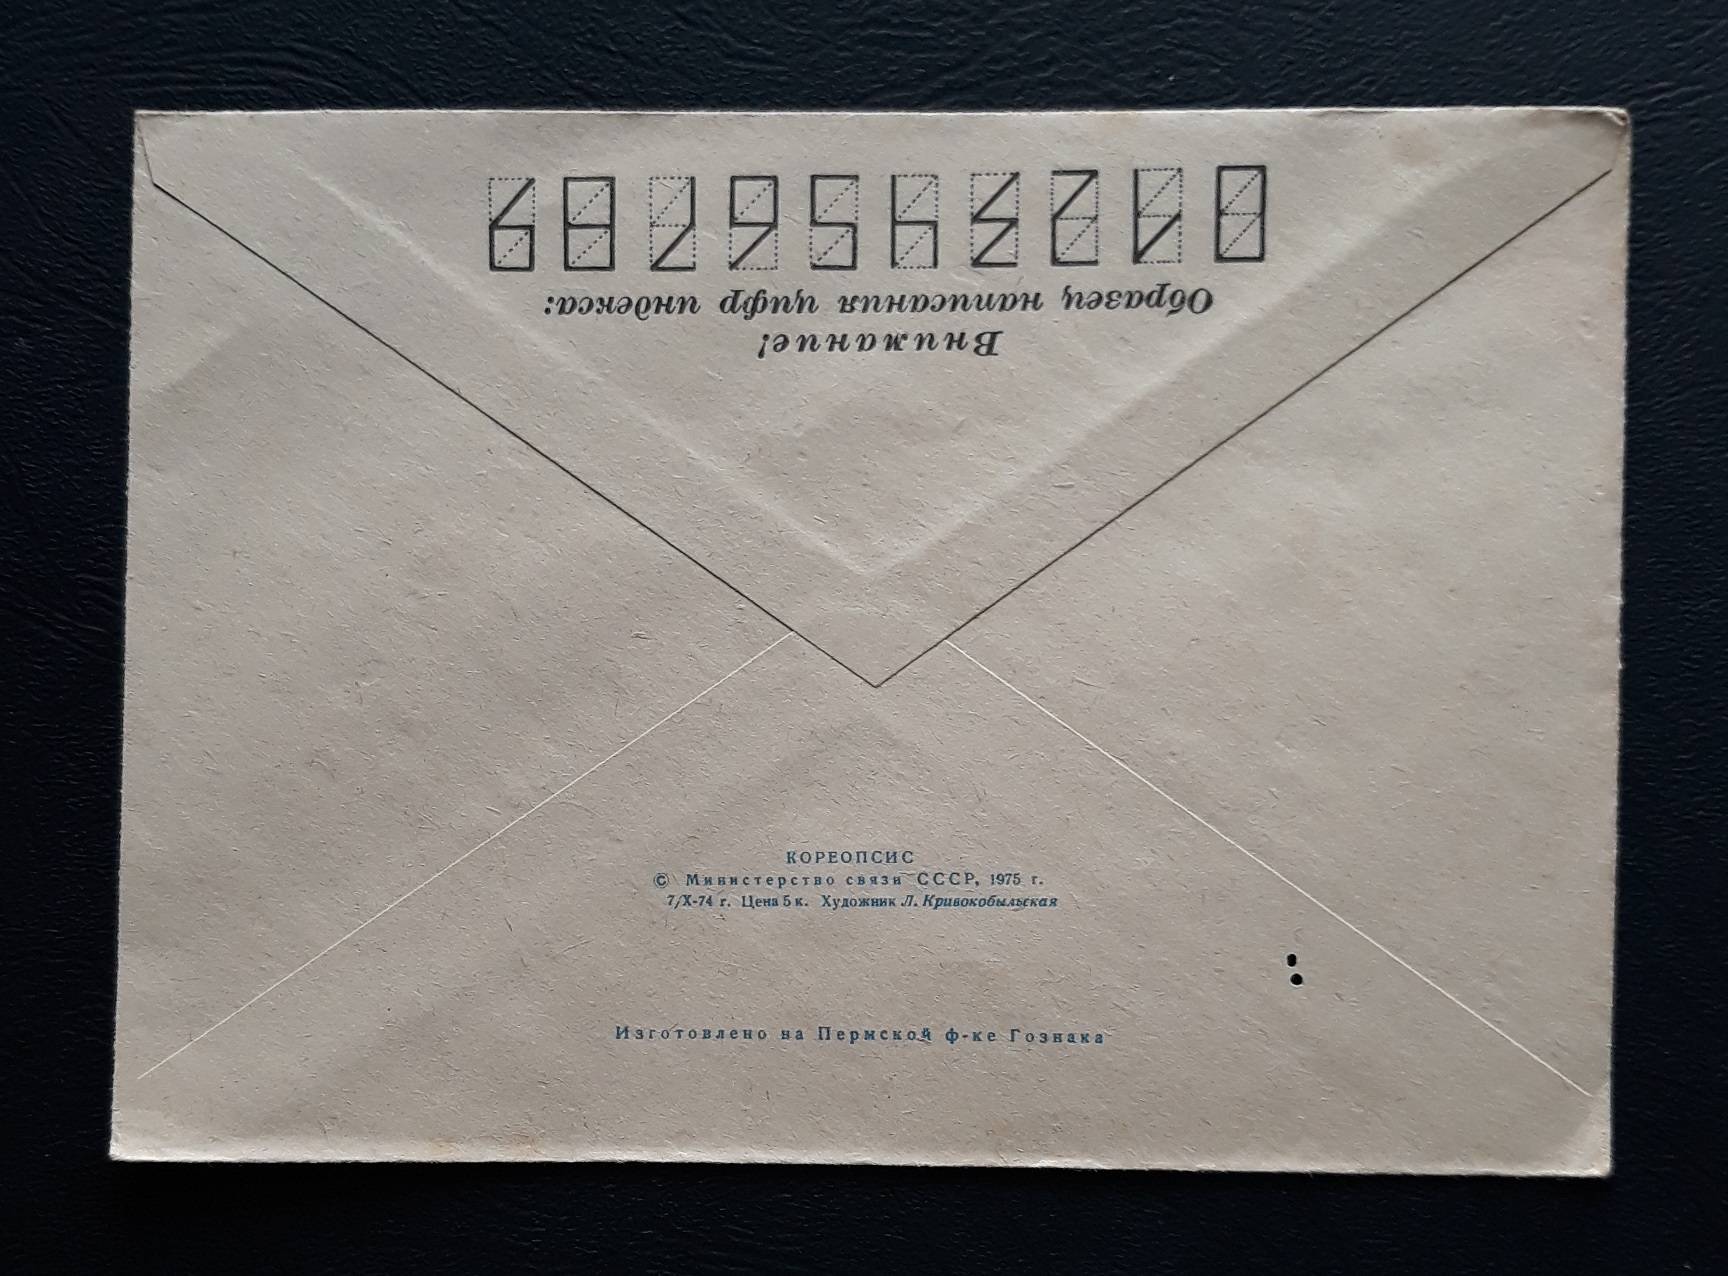 Внимание!
Образец написания цифр индекса:
0123456789
КОРЕОПСИС
© Министерство связи СССР, 1975 г.
7/X-74 г. Цена 5 к. Художник Л. Кривокобыльская
Изготовлено на Пермской ф-ке Гознака